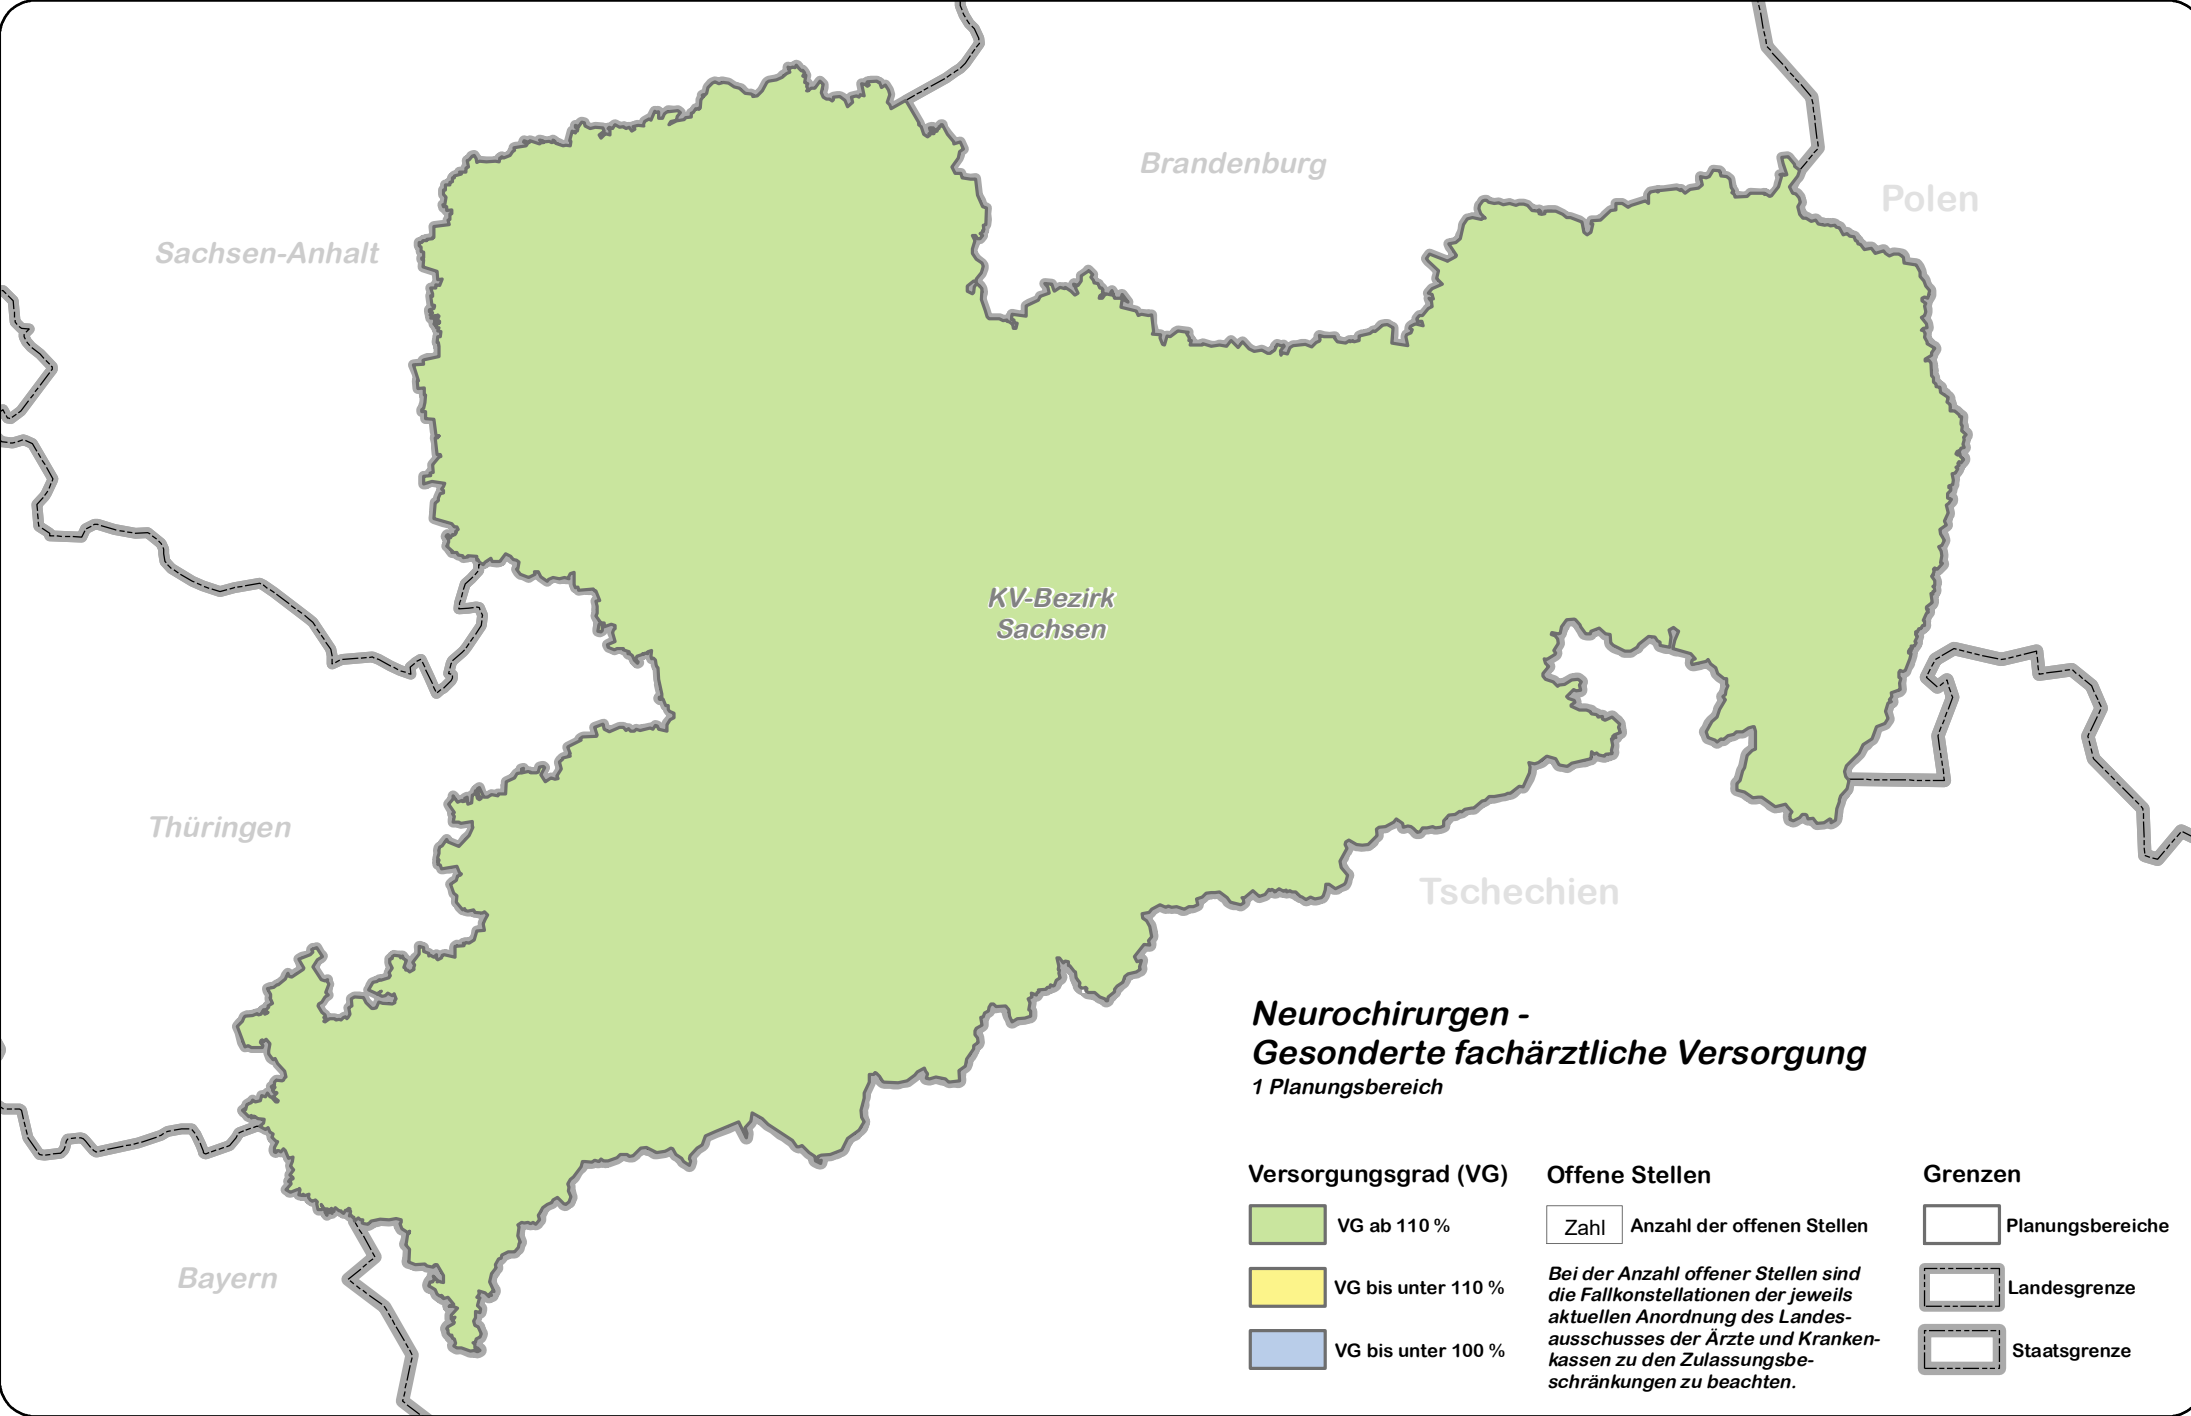 Brandenburg
Polen
Sachsen-Anhalt
KV-Bezirk
Sachsen
Thüringen
Tschechien
Bayern
Neurochirurgen -
Gesonderte fachärztliche Versorgung
1 Planungsbereich
Versorgungsgrad (VG)
VG ab 110 %
VG bis unter 110 %
VG bis unter 100 %
Offene Stellen
Zahl
Anzahl der offenen Stellen
Bei der Anzahl offener Stellen sind
die Fallkonstellationen der jeweils
aktuellen Anordnung des Landes-
ausschusses der Ärzte und Kranken-
kassen zu den Zulassungsbe-
schränkungen zu beachten.
Grenzen
Planungsbereiche
Landesgrenze
Staatsgrenze